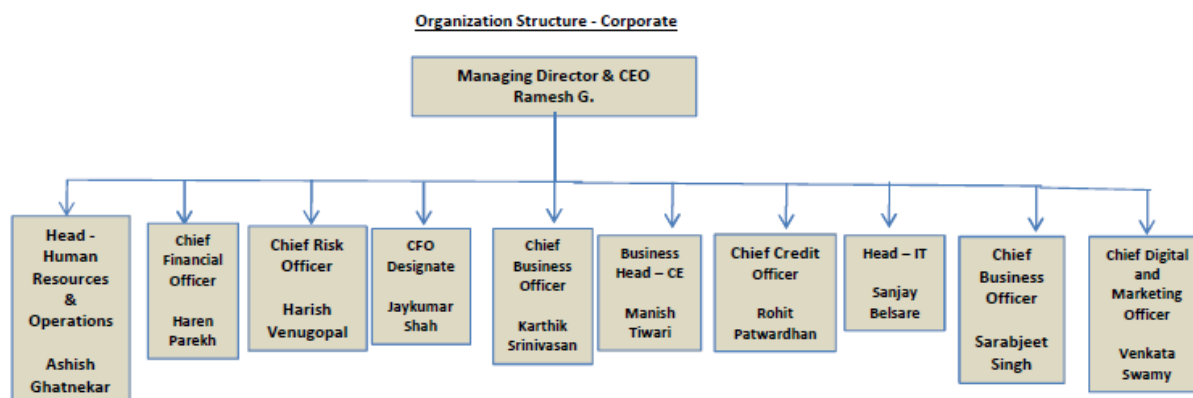 Organization Structure - Corporate
Managing Director & CEO
Ramesh G.
Head -
Human
Resources
&
Operations
Ashish
Ghatnekar
Chief
Financial
Officer
Haren
Parekh
Chief Risk
Officer
Harish
Venugopal
CFO
Designate
Jaykumar
Shah
Chief
Business
Officer
Karthik
Srinivasan
Business
Head – CE
Manish
Tiwari
Chief Credit
Officer
Rohit
Patwardhan
Head – IT
Sanjay
Belsare
Chief
Business
Officer
Sarabjeet
Singh
Chief Digital
and
Marketing
Officer
Venkata
Swamy